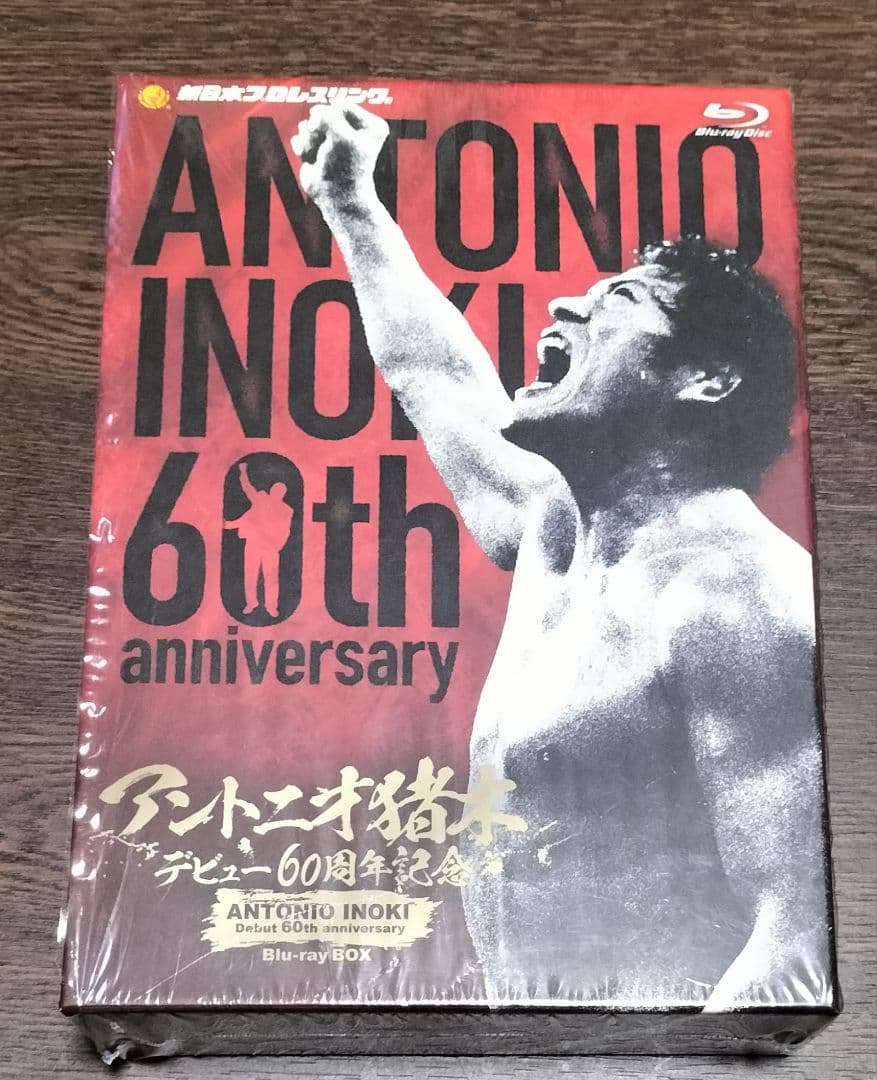 新日本プロレスリング®
Blu-ray Disc
ANTONIO
INOKI
60th
anniversary
アントニオ猪木
デビュー60周年記念
ANTONIO INOKI
Debut 60th anniversary
Blu-ray BOX